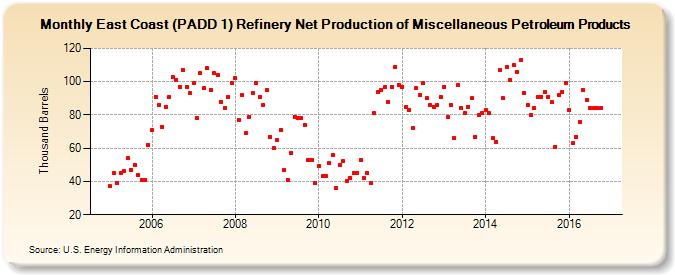 Monthly East Coast (PADD 1) Refinery Net Production of Miscellaneous Petroleum Products
Thousand Barrels
120
100
80
60
40
20
2006 2008 2010 2012 2014 2016
Source: U.S. Energy Information Administration